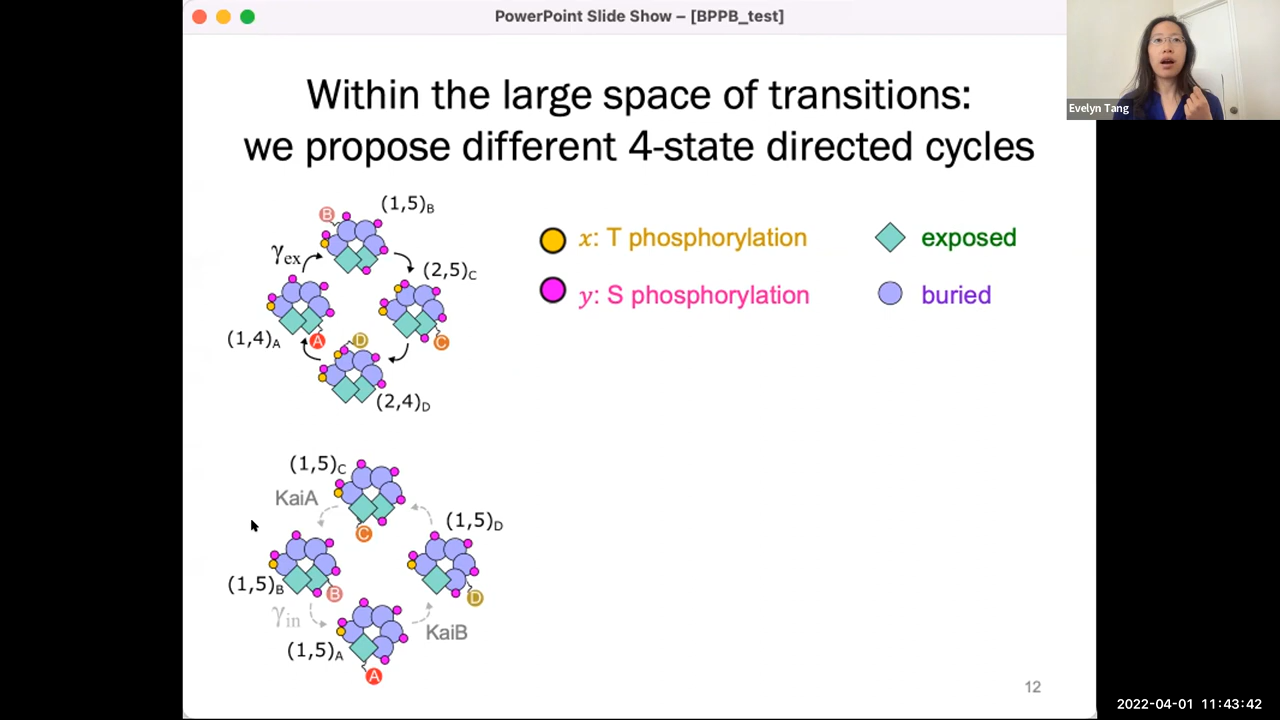 PowerPoint Slide Show – [BPPB_test]
Evelyn Tang
Within the large space of transitions:
we propose different 4-state directed cycles
B
(1,5)B
γex
(2,5)C
(1,4)A
A
D
C
(2,4)D
x: T phosphorylation
exposed
y: S phosphorylation
buried
(1,5)C
KaiA
C
(1,5)D
(1,5)B
B
D
γin
KaiB
(1,5)A
A
12
2022-04-01 11:43:42